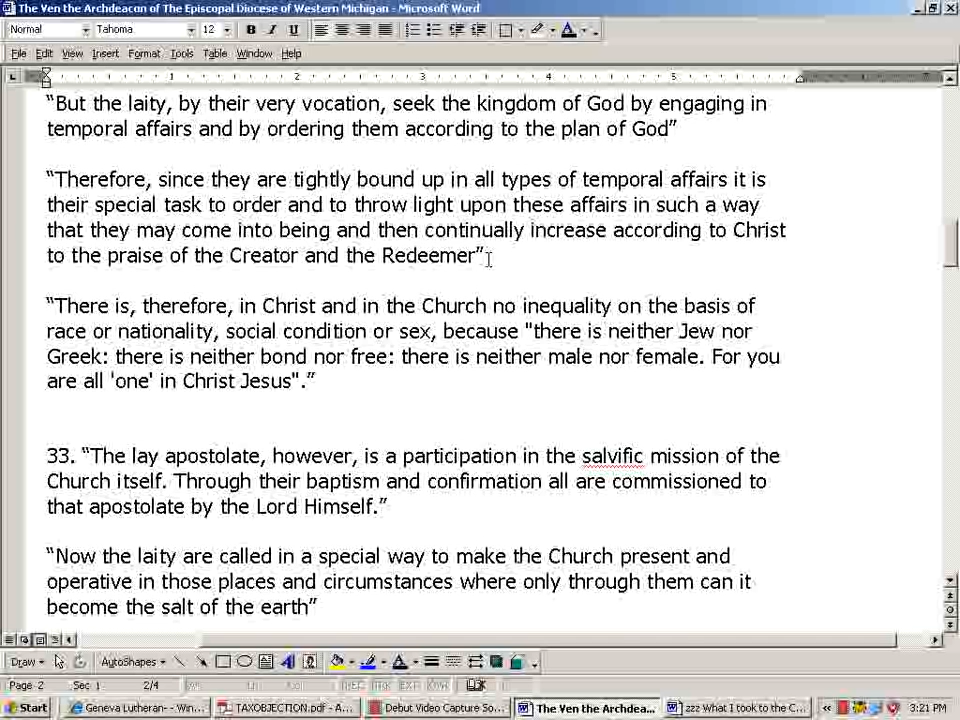 The Ven the Archdeacon of The Episcopal Diocese of Western Michigan - Microsoft Word
Normal Tahoma 12 B I U
File Edit View Insert Format Tools Table Window
1 2 3 4 5
“But the laity, by their very vocation, seek the kingdom of God by engaging in
temporal affairs and by ordering them according to the plan of God”
“Therefore, since they are tightly bound up in all types of temporal affairs it is
their special task to order and to throw light upon these affairs in such a way
that they may come into being and then continually increase according to Christ
to the praise of the Creator and the Redeemer”
“There is, therefore, in Christ and in the Church no inequality on the basis of
race or nationality, social condition or sex, because "there is neither Jew nor
Greek: there is neither bond nor free: there is neither male nor female. For you
are all 'one' in Christ Jesus".”
33. “The lay apostolate, however, is a participation in the salvific mission of the
Church itself. Through their baptism and confirmation all are commissioned to
that apostolate by the Lord Himself.”
“Now the laity are called in a special way to make the Church present and
operative in those places and circumstances where only through them can it
become the salt of the earth”
Draw AutoShapes
Page 2 Sec 1 2/4
Start Geneva Lutheran- - Win... TAXOBJECTION.pdf - A... Debut Video Capture So... The Ven the Archdea... zzz What I took to the C... 3:21 PM